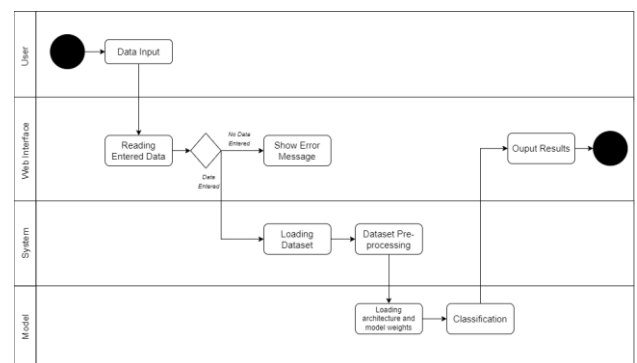 User
Data Input
Web Interface
Reading
Entered Data
No Data
Entered
Data
Entered
Show Error
Message
Ouput Results
System
Loading
Dataset
Dataset Pre-
processing
Model
Loading
architecture and
model weights
Classification